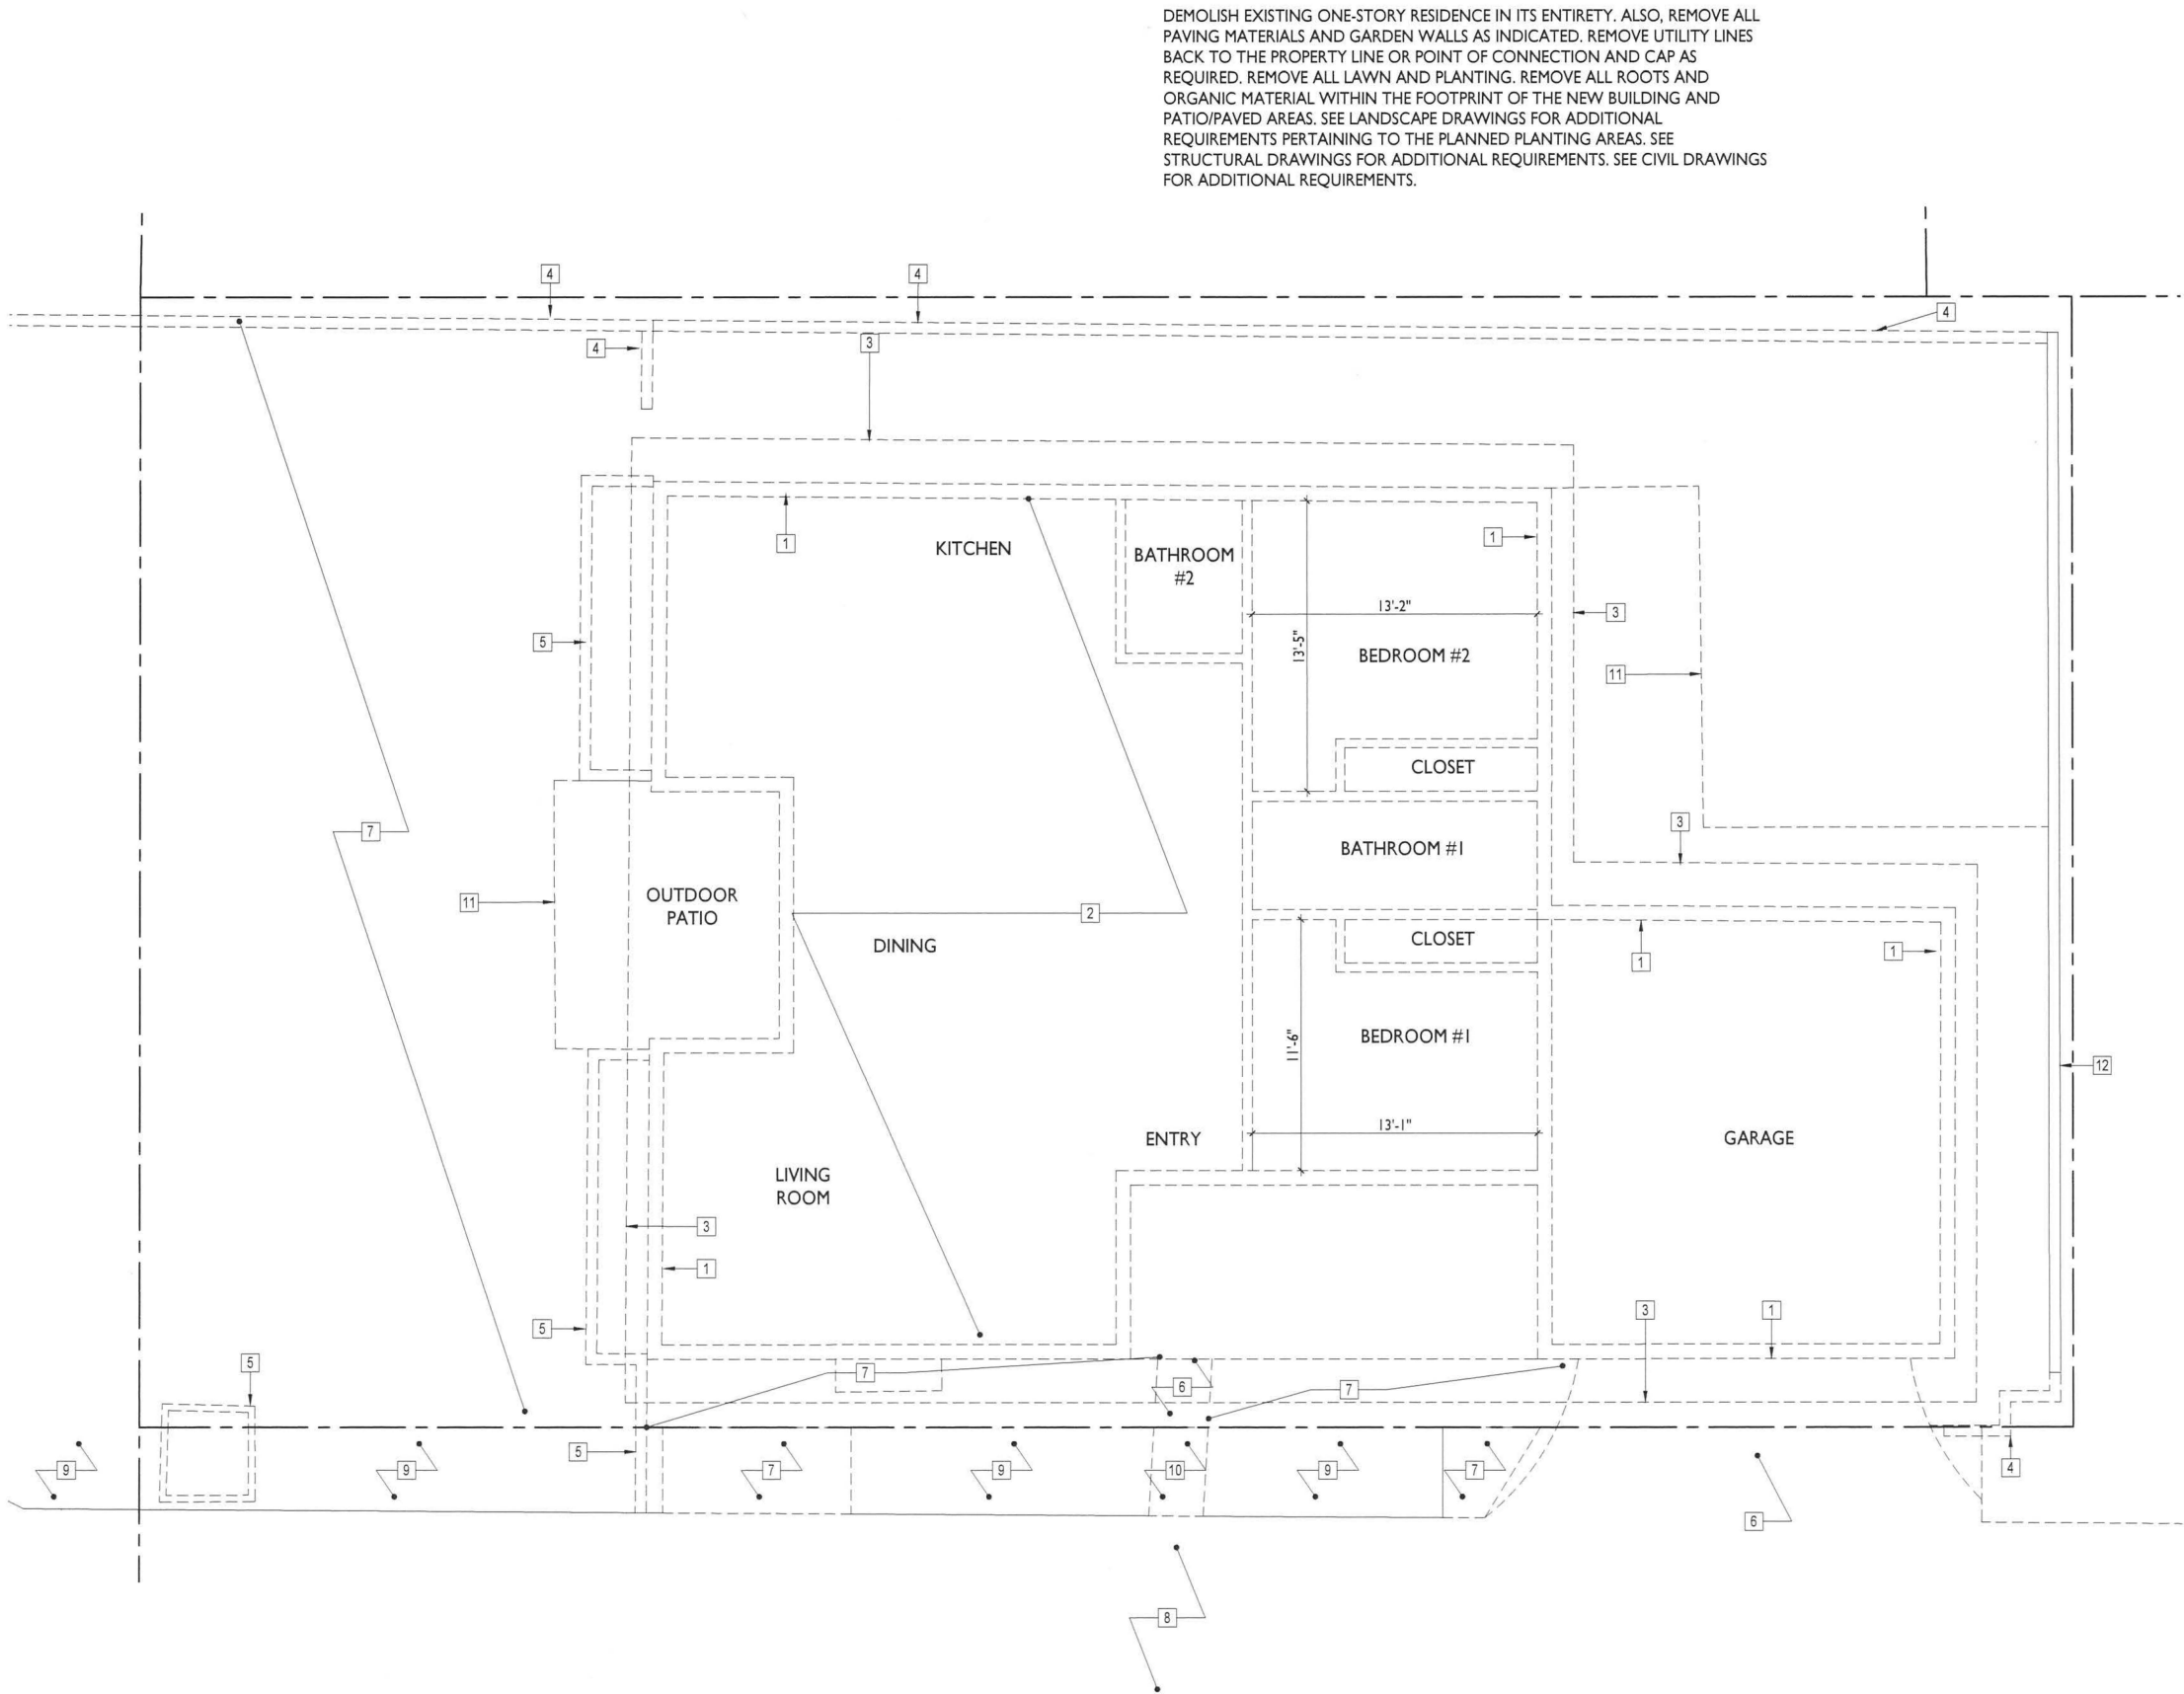 DEMOLISH EXISTING ONE-STORY RESIDENCE IN ITS ENTIRETY. ALSO, REMOVE ALL
PAVING MATERIALS AND GARDEN WALLS AS INDICATED. REMOVE UTILITY LINES
BACK TO THE PROPERTY LINE OR POINT OF CONNECTION AND CAP AS
REQUIRED. REMOVE ALL LAWN AND PLANTING. REMOVE ALL ROOTS AND
ORGANIC MATERIAL WITHIN THE FOOTPRINT OF THE NEW BUILDING AND
PATIO/PAVED AREAS. SEE LANDSCAPE DRAWINGS FOR ADDITIONAL
REQUIREMENTS PERTAINING TO THE PLANNED PLANTING AREAS. SEE
STRUCTURAL DRAWINGS FOR ADDITIONAL REQUIREMENTS. SEE CIVIL DRAWINGS
FOR ADDITIONAL REQUIREMENTS.
4
4
4
4
3
1
KITCHEN
BATHROOM
#2
1
13'-2"
13'-5"
3
5
BEDROOM #2
11
CLOSET
3
7
BATHROOM #1
11
OUTDOOR
PATIO
2
DINING
CLOSET
1
1
BEDROOM #1
11'-6"
12
13'-1"
ENTRY
GARAGE
LIVING
ROOM
3
1
3
1
5
5
7
6
7
5
9
9
7
9
10
9
7
4
6
8